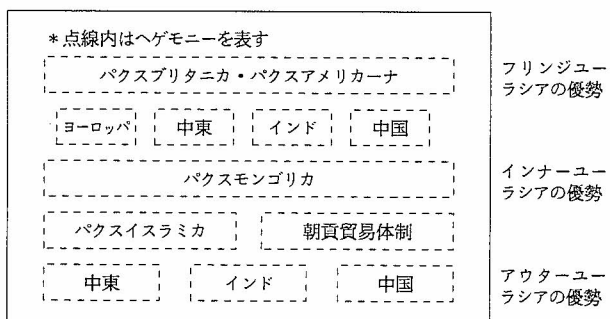 *点線内はヘゲモニーを表す
パクスブリタニカ・パクスアメリカーナ
フリンジユー
ラシアの優勢
ヨーロッパ 中東 インド 中国
パクスモンゴリカ
インナーユー
ラシアの優勢
パクスイスラミカ 朝貢貿易体制
中東 インド 中国
アウターユー
ラシアの優勢